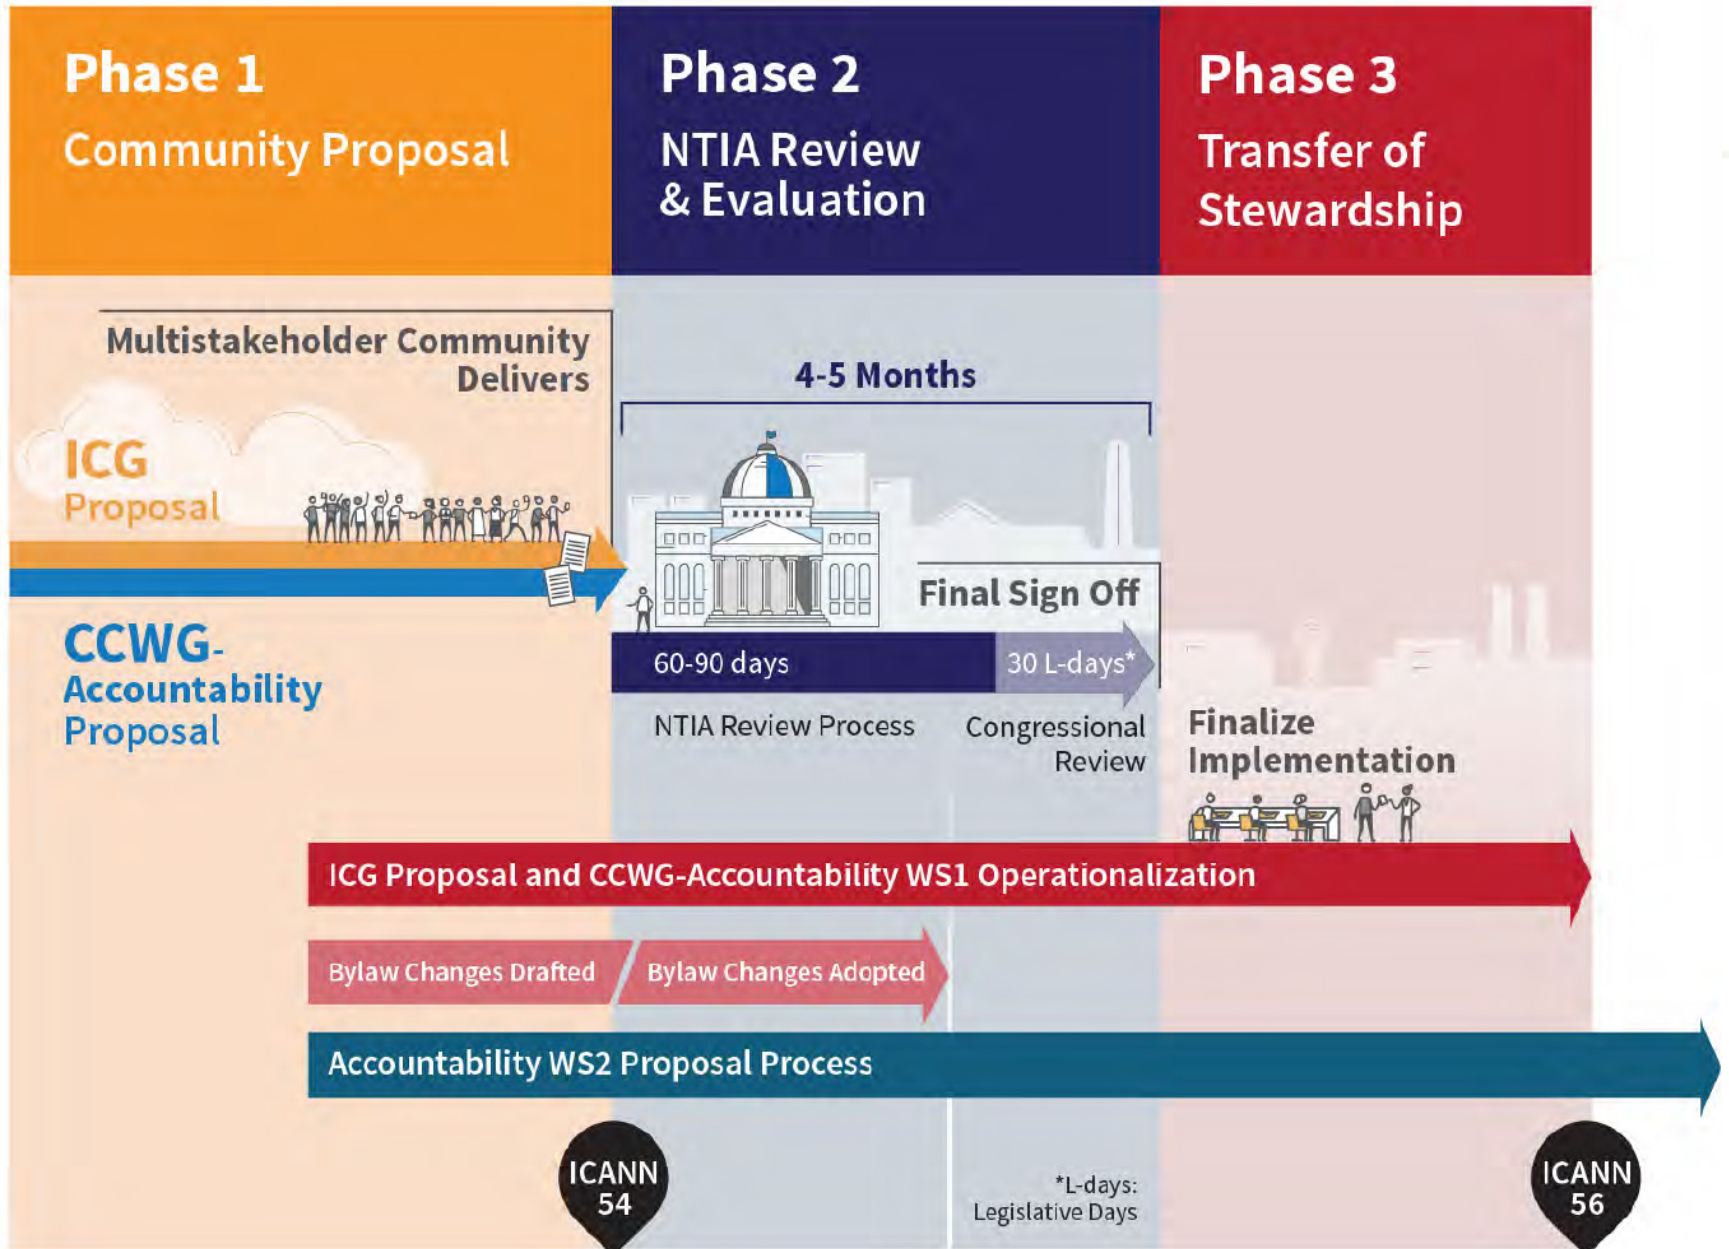 Phase 1
Community Proposal
Phase 2
NTIA Review
& Evaluation
Phase 3
Transfer of
Stewardship
Multistakeholder Community
Delivers
ICG
Proposal
CCWG-
Accountability
Proposal
4-5 Months
Final Sign Off
60-90 days
30 L-days*
NTIA Review Process
Congressional
Review
Finalize
Implementation
ICG Proposal and CCWG-Accountability WS1 Operationalization
Bylaw Changes Drafted
Bylaw Changes Adopted
Accountability WS2 Proposal Process
ICANN
54
*L-days:
Legislative Days
ICANN
56